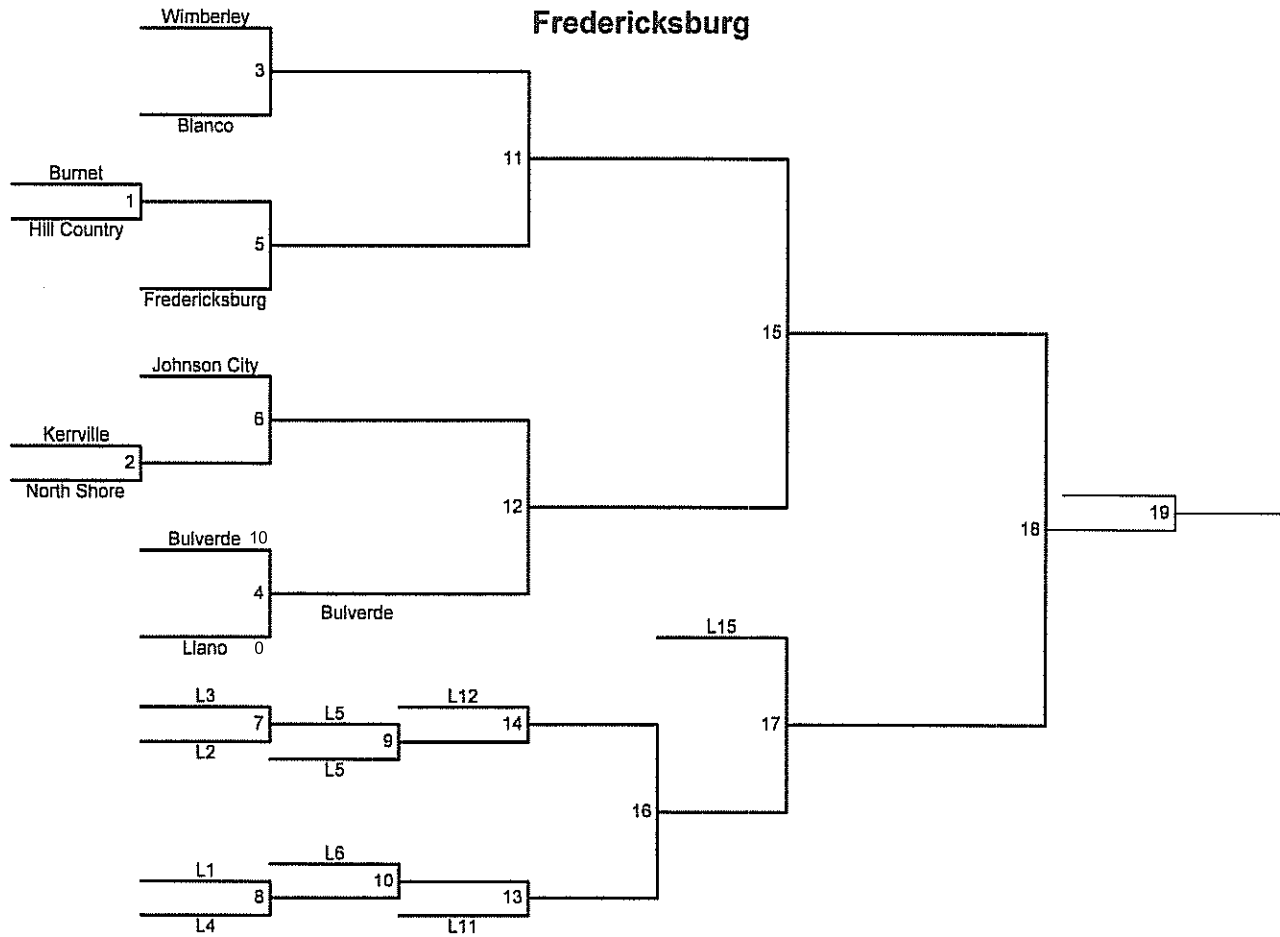 Fredericksburg
Wimberley
3
Blanco
11
Burnet
1
Hill Country
5
Fredericksburg
15
Johnson City
6
Kerrville
2
North Shore
12
19
18
Bulverde 10
4
Bulverde
Llano 0
L15
L3
L5
L12
7
14
17
9
L2
L5
16
L6
L1
10
8
13
L4
L11